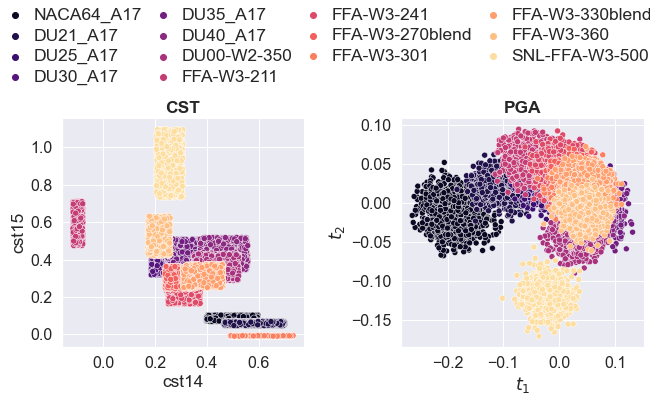 NACA64_A17 DU35_A17 FFA-W3-241 FFA-W3-330blend
DU21_A17 DU40_A17 FFA-W3-270blend FFA-W3-360
DU25_A17 DU00-W2-350 FFA-W3-301 SNL-FFA-W3-500
DU30_A17 FFA-W3-211
CST
1.0
0.8
0.6
0.4
0.2
0.0
cst15
0.0 0.2 0.4 0.6
cst14
PGA
0.10
0.05
0.00
−0.05
−0.10
−0.15
t2
−0.2 −0.1 0.0 0.1
t1